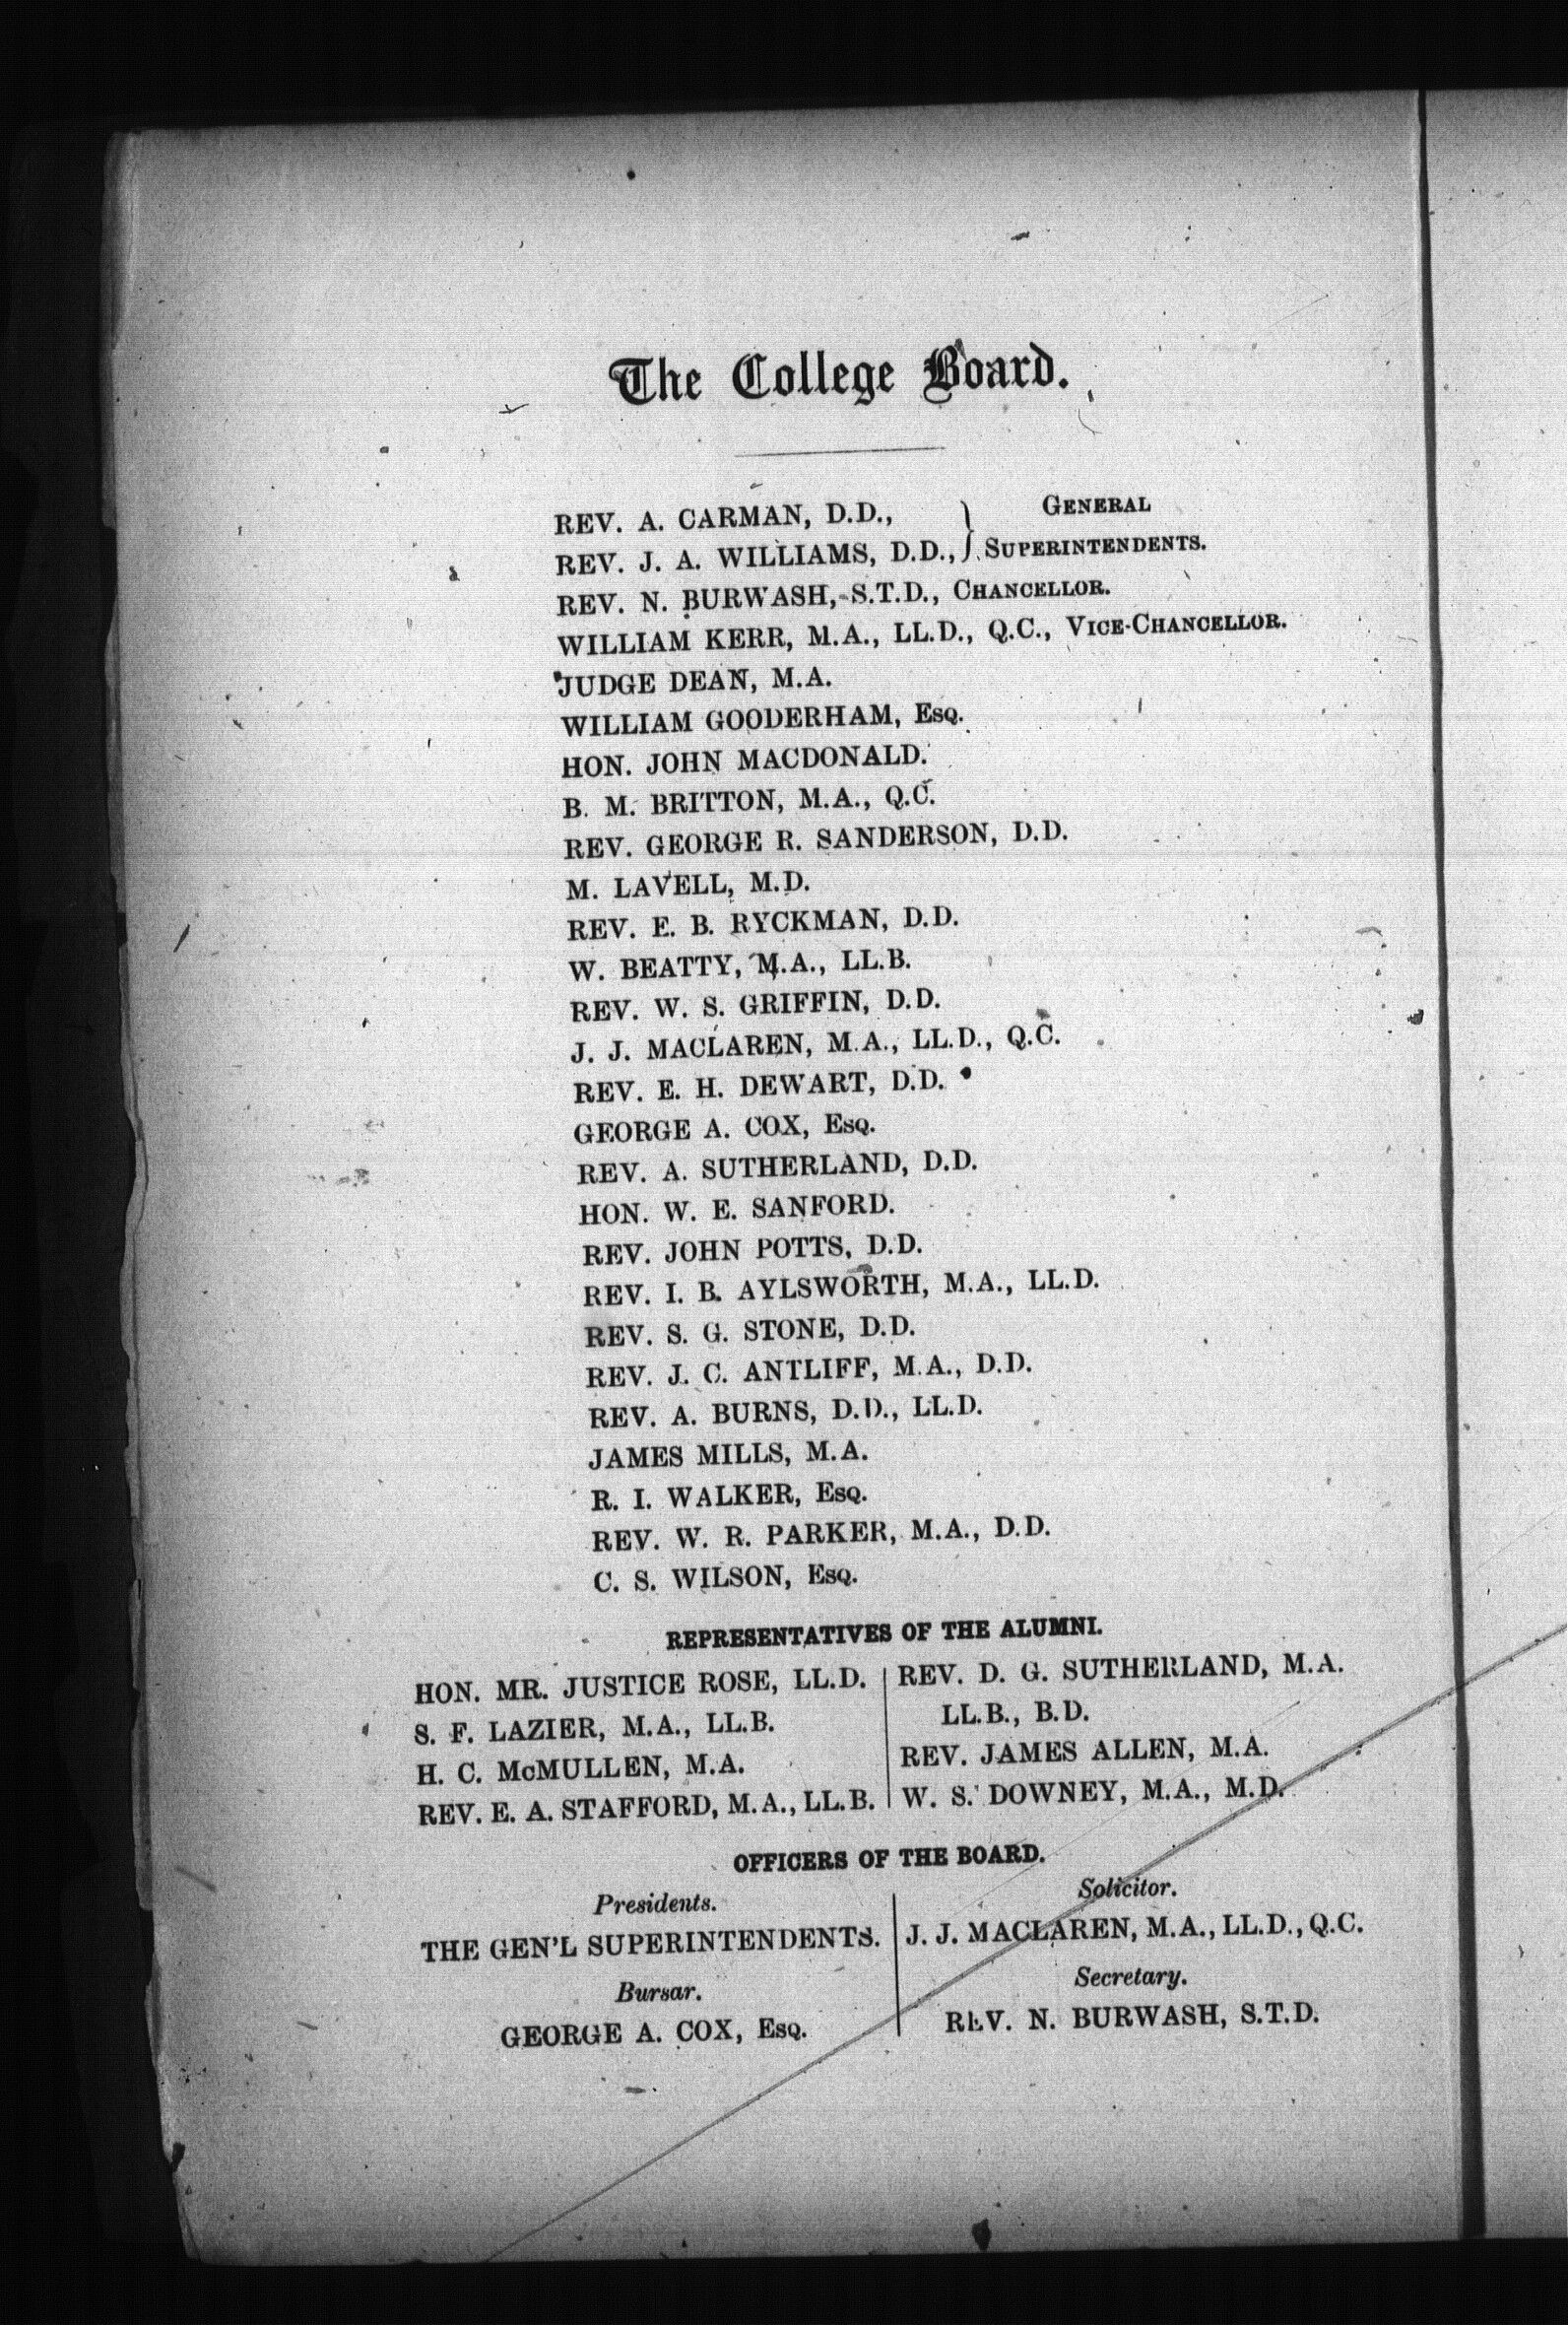 The College Board.
REV. A. CARMAN, D.D., } GENERAL
REV. J. A. WILLIAMS, D.D., } SUPERINTENDENTS.
REV. N. BURWASH, S.T.D., CHANCELLOR.
WILLIAM KERR, M.A., LL.D., Q.C., VICE-CHANCELLOR.
JUDGE DEAN, M.A.
WILLIAM GOODERHAM, ESQ.
HON. JOHN MACDONALD.
B. M. BRITTON, M.A., Q.C.
REV. GEORGE R. SANDERSON, D.D.
M. LAVELL, M.D.
REV. E. B. RYCKMAN, D.D.
W. BEATTY, M.A., LL.B.
REV. W. S. GRIFFIN, D.D.
J. J. MACLAREN, M.A., LL.D., Q.C.
REV. E. H. DEWART, D.D.
GEORGE A. COX, ESQ.
REV. A. SUTHERLAND, D.D.
HON. W. E. SANFORD.
REV. JOHN POTTS, D.D.
REV. I. B. AYLSWORTH, M.A., LL.D.
REV. S. G. STONE, D.D.
REV. J. C. ANTLIFF, M.A., D.D.
REV. A. BURNS, D.D., LL.D.
JAMES MILLS, M.A.
R. I. WALKER, ESQ.
REV. W. R. PARKER, M.A., D.D.
C. S. WILSON, ESQ.
REPRESENTATIVES OF THE ALUMNI.
HON. MR. JUSTICE ROSE, LL.D.
S. F. LAZIER, M.A., LL.B.
H. C. McMULLEN, M.A.
REV. E. A. STAFFORD, M.A., LL.B.
REV. D. G. SUTHERLAND, M.A.
LL.B., B.D.
REV. JAMES ALLEN, M.A.
W. S. DOWNEY, M.A., M.D.
OFFICERS OF THE BOARD.
Presidents.
THE GEN'L SUPERINTENDENTS.
Bursar.
GEORGE A. COX, ESQ.
Solicitor.
J. J. MACLAREN, M.A., LL.D., Q.C.
Secretary.
REV. N. BURWASH, S.T.D.